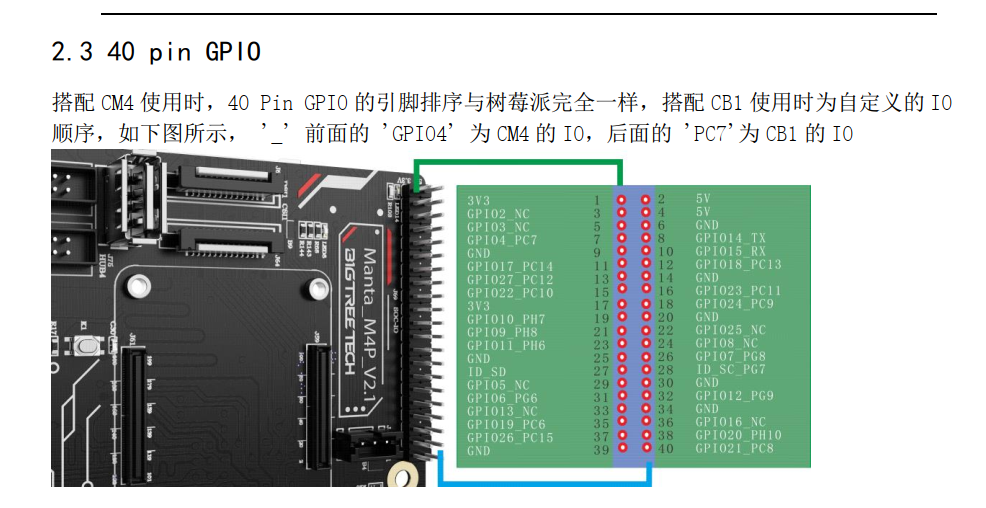 2.3 40 pin GPIO
搭配 CM4 使用时，40 Pin GPIO 的引脚排序与树莓派完全一样，搭配 CB1 使用时为自定义的 IO
顺序，如下图所示， '_' 前面的 'GPIO4' 为 CM4 的 IO，后面的 'PC7'为 CB1 的 IO
3V3 1 2 5V
GPIO2_NC 3 4 5V
GPIO3_NC 5 6 GND
GPIO4_PC7 7 8 GPIO14_TX
GND 9 10 GPIO15_RX
GPIO17_PC14 11 12 GPIO18_PC13
GPIO27_PC12 13 14 GND
GPIO22_PC10 15 16 GPIO23_PC11
3V3 17 18 GPIO24_PC9
GPIO10_PH7 19 20 GND
GPIO9_PH8 21 22 GPIO25_NC
GPIO11_PH6 23 24 GPIO8_NC
GND 25 26 GPIO7_PG8
ID_SD 27 28 ID_SC_PG7
GPIO5_NC 29 30 GND
GPIO6_PG6 31 32 GPIO12_PG9
GPIO13_NC 33 34 GND
GPIO19_PC6 35 36 GPIO16_NC
GPIO26_PC15 37 38 GPIO20_PH10
GND 39 40 GPIO21_PC8
Manta_M4P_V2.1
BIGTREETECH
HUB4
K1